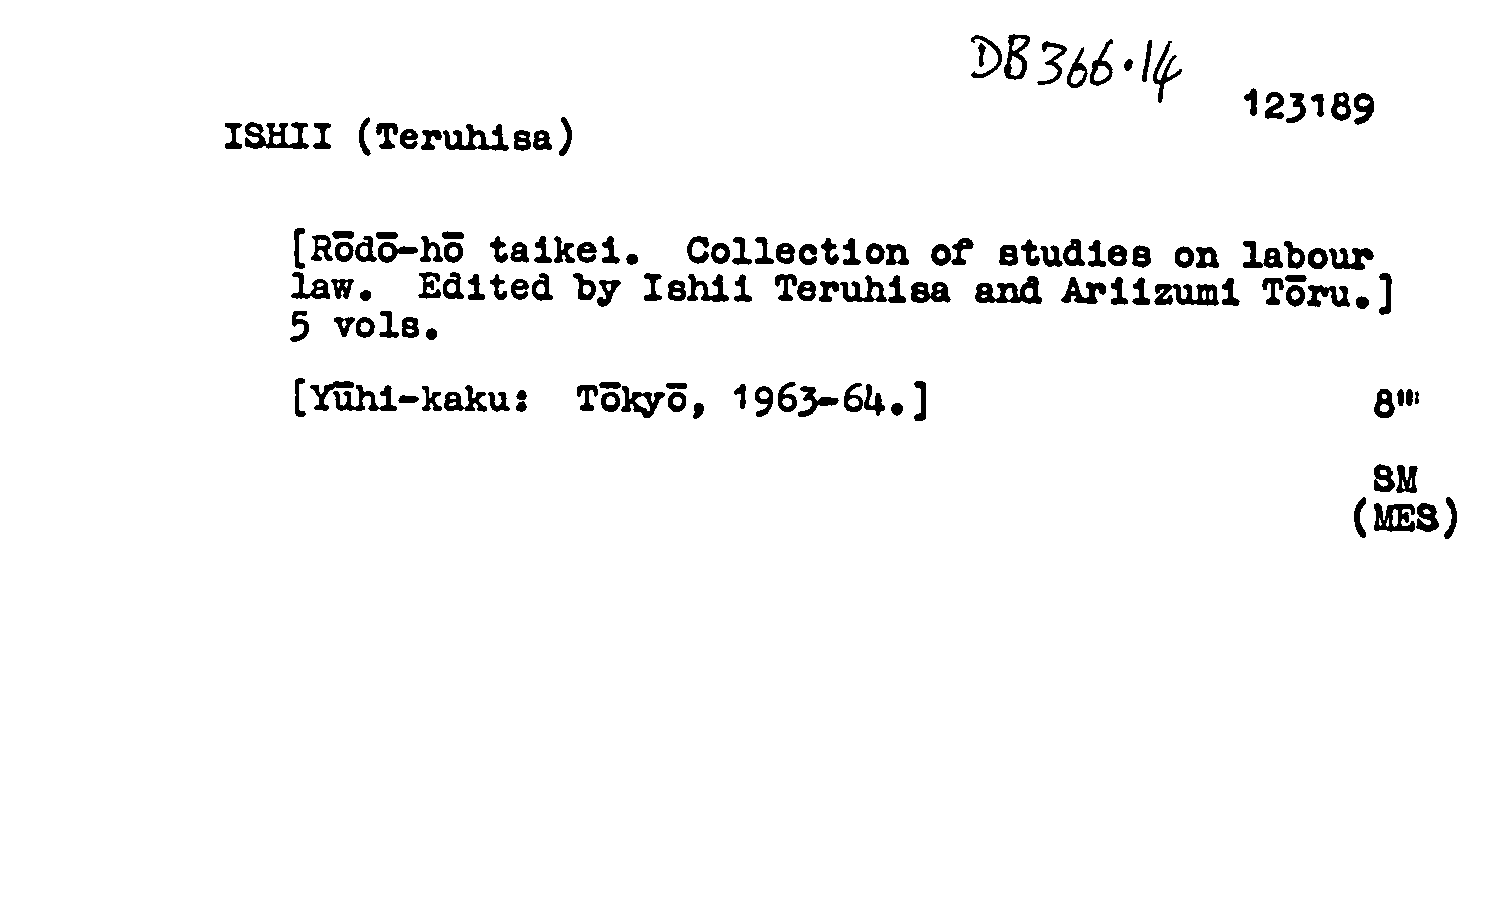 DB 366.14
123189
ISHII (Teruhisa)
[Rōdō-hō taikei. Collection of studies on labour
law. Edited by Ishii Teruhisa and Ariizumi Tōru.]
5 vols.
[Yūhi-kaku: Tōkyō, 1963-64.] 8"'
SM
(MES)